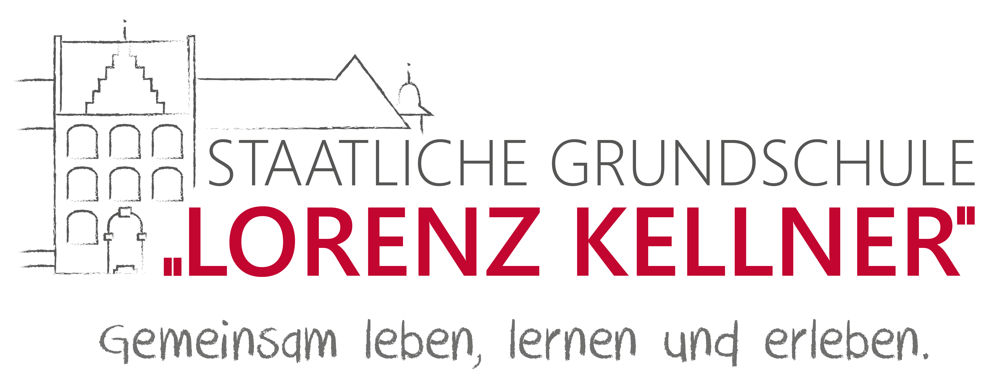 STAATLICHE GRUNDSCHULE
„LORENZ KELLNER"
Gemeinsam leben, lernen und erleben.